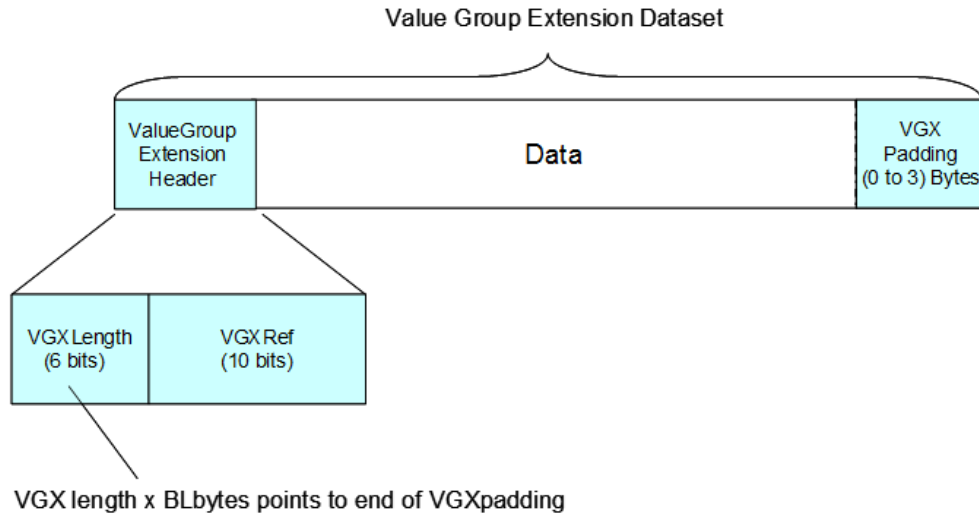 Value Group Extension Dataset
ValueGroup
Extension
Header
Data
VGX
Padding
(0 to 3) Bytes
VGX Length
(6 bits)
VGX Ref
(10 bits)
VGX length x BLbytes points to end of VGXpadding